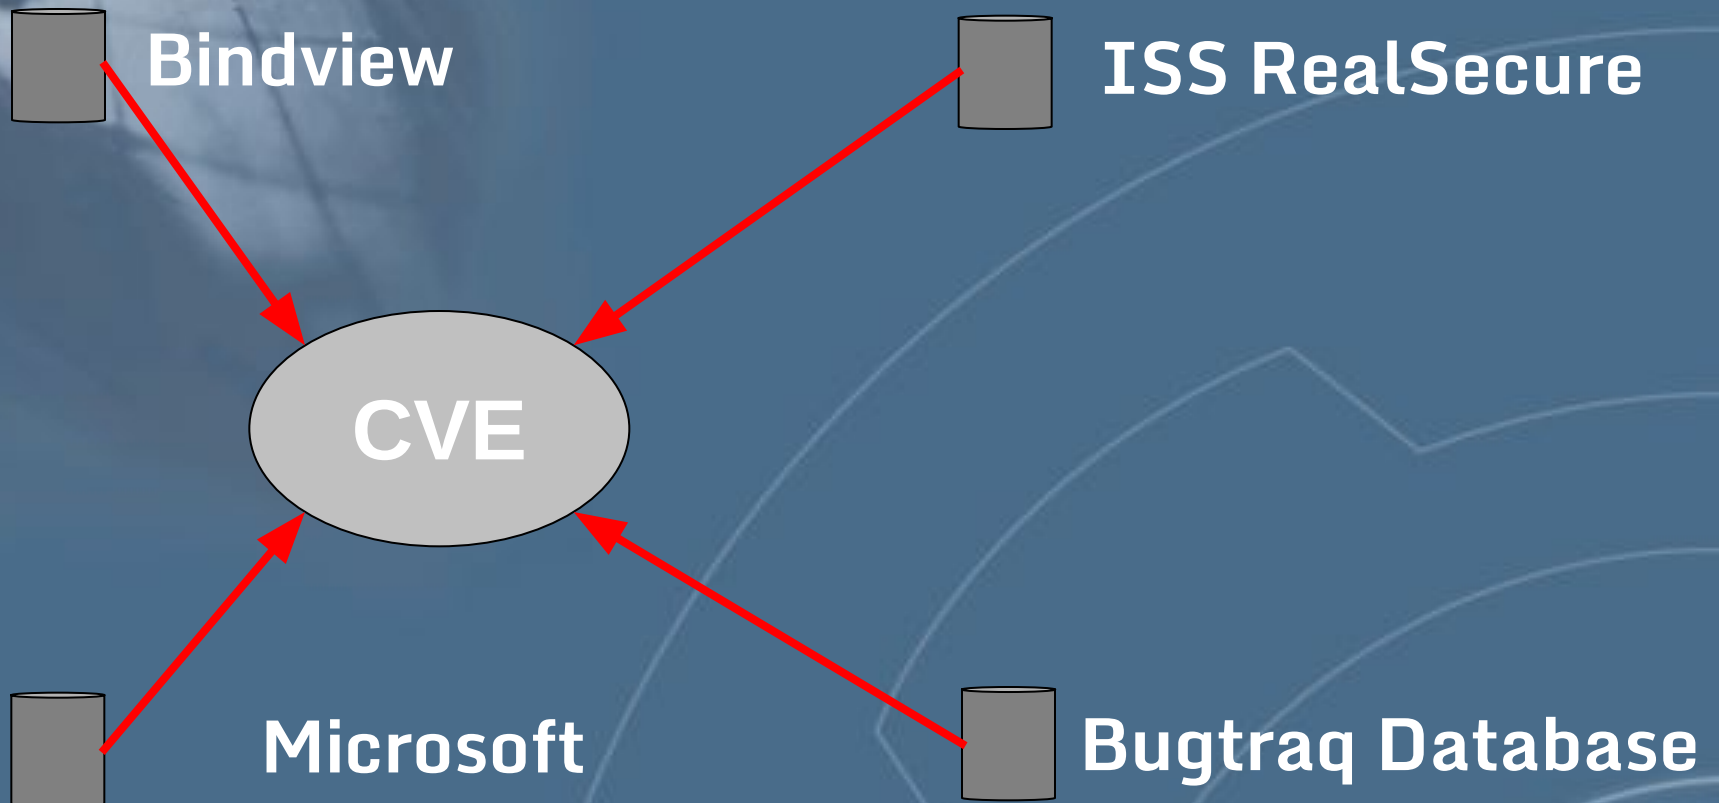 Bindview
ISS RealSecure
CVE
Microsoft
Bugtraq Database